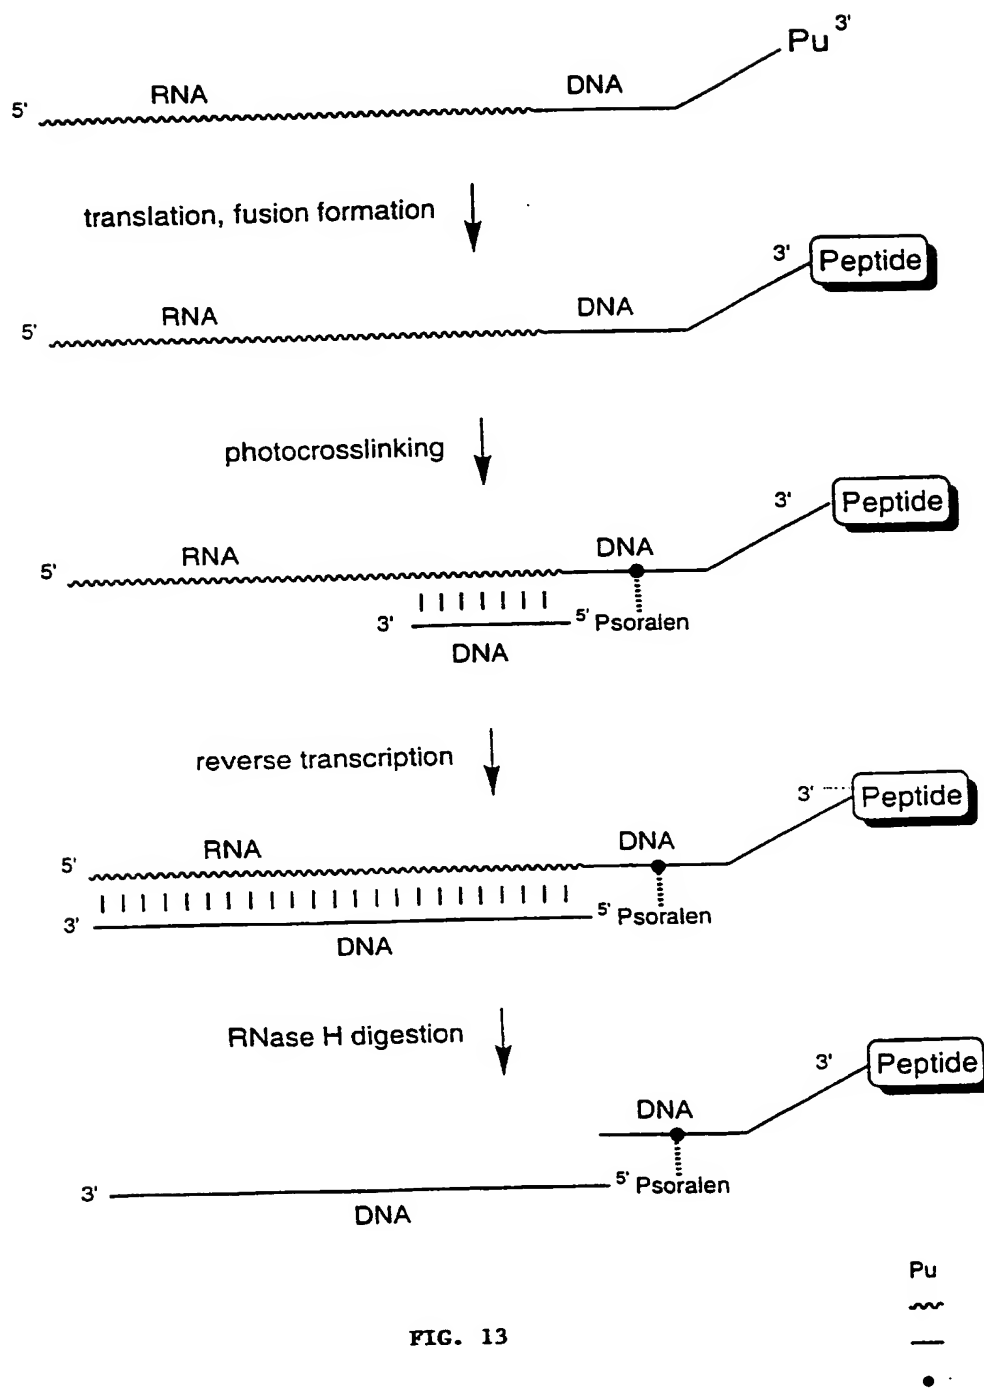 Pu 3'
RNA DNA
5'
translation, fusion formation
3' Peptide
RNA DNA
5'
photocrosslinking
3' Peptide
RNA DNA
5'
3' 5' Psoralen
DNA
reverse transcription
3' Peptide
RNA DNA
5'
3' 5' Psoralen
DNA
RNase H digestion
3' Peptide
DNA
3' 5' Psoralen
DNA
Pu
FIG. 13